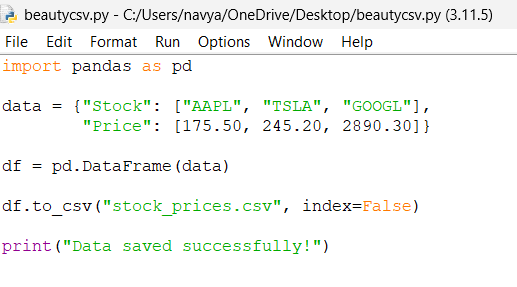 beautycsv.py - C:/Users/navya/OneDrive/Desktop/beautycsv.py (3.11.5)
File Edit Format Run Options Window Help
import pandas as pd
data = {"Stock": ["AAPL", "TSLA", "GOOGL"],
        "Price": [175.50, 245.20, 2890.30]}
df = pd.DataFrame(data)
df.to_csv("stock_prices.csv", index=False)
print("Data saved successfully!")